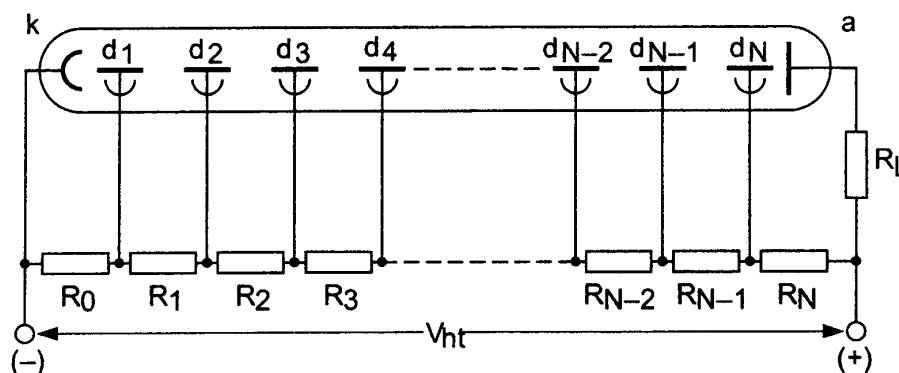 k a
d1 d2 d3 d4 dN–2 dN–1 dN
RL
R0 R1 R2 R3 RN–2 RN–1 RN
Vht
(–) (+)